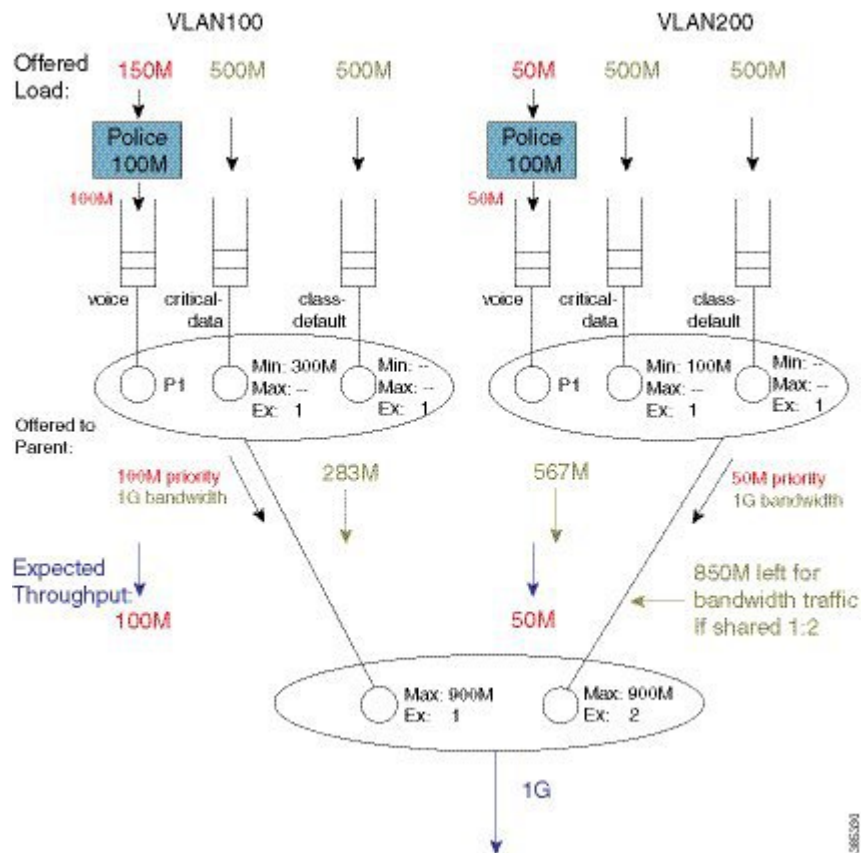 VLAN100 VLAN200
Offered Load: 150M 500M 500M 50M 500M 500M
Police 100M Police 100M
100M 50M
voice critical-data class-default voice critical-data class-default
P1 Min: 300M Max: -- Ex: 1 Min: -- Max: -- Ex: 1 P1 Min: 100M Max: -- Ex: 1 Min: -- Max: -- Ex: 1
Offered to Parent:
100M priority 1G bandwidth 283M 567M 50M priority 1G bandwidth
Expected Throughput: 100M 50M
850M left for bandwidth traffic if shared 1:2
Max: 900M Ex: 1 Max: 900M Ex: 2
1G